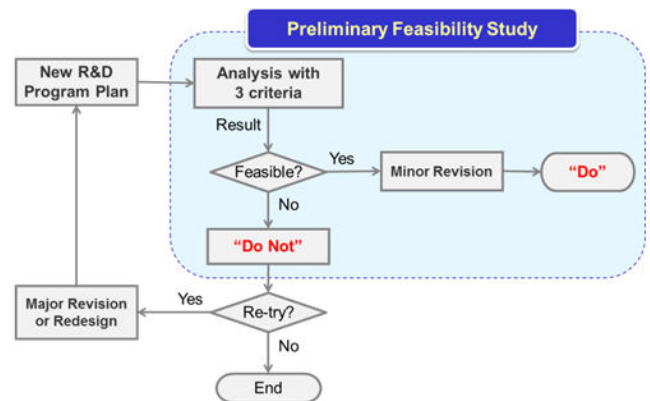 Preliminary Feasibility Study
New R&D
Program Plan
Analysis with
3 criteria
Result
Feasible?
Yes
Minor Revision
“Do”
No
“Do Not”
Major Revision
or Redesign
Yes
Re-try?
No
End